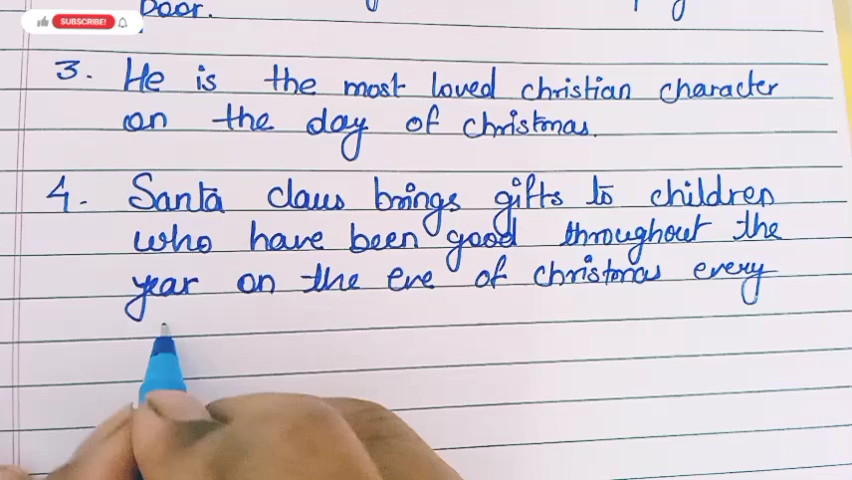 poor.
SUBSCRIBE!
3. He is the most loved christian character
on the day of christmas.
4. Santa claus brings gifts to children
who have been good throughout the
year on the eve of christmas every